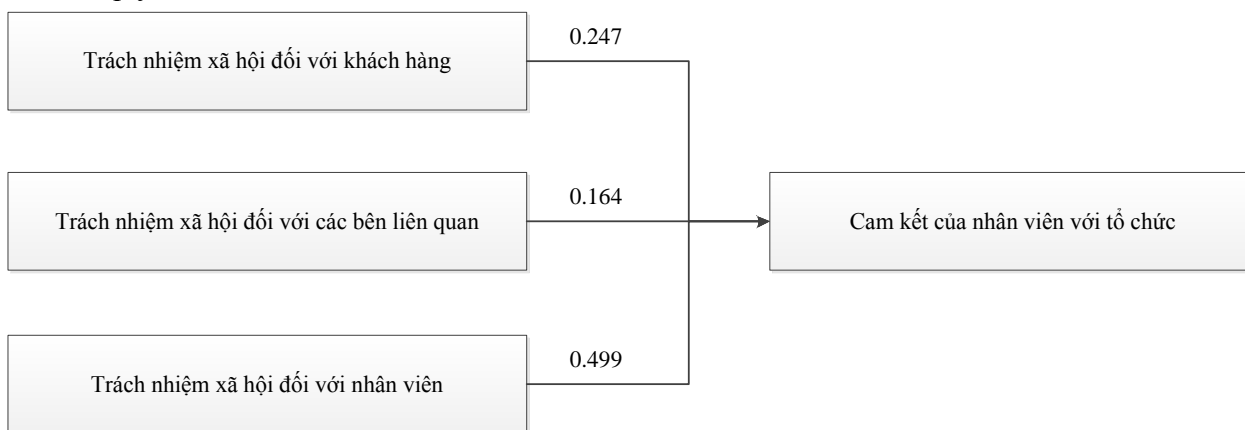 Trách nhiệm xã hội đối với khách hàng
0.247
Trách nhiệm xã hội đối với các bên liên quan
0.164
Cam kết của nhân viên với tổ chức
Trách nhiệm xã hội đối với nhân viên
0.499